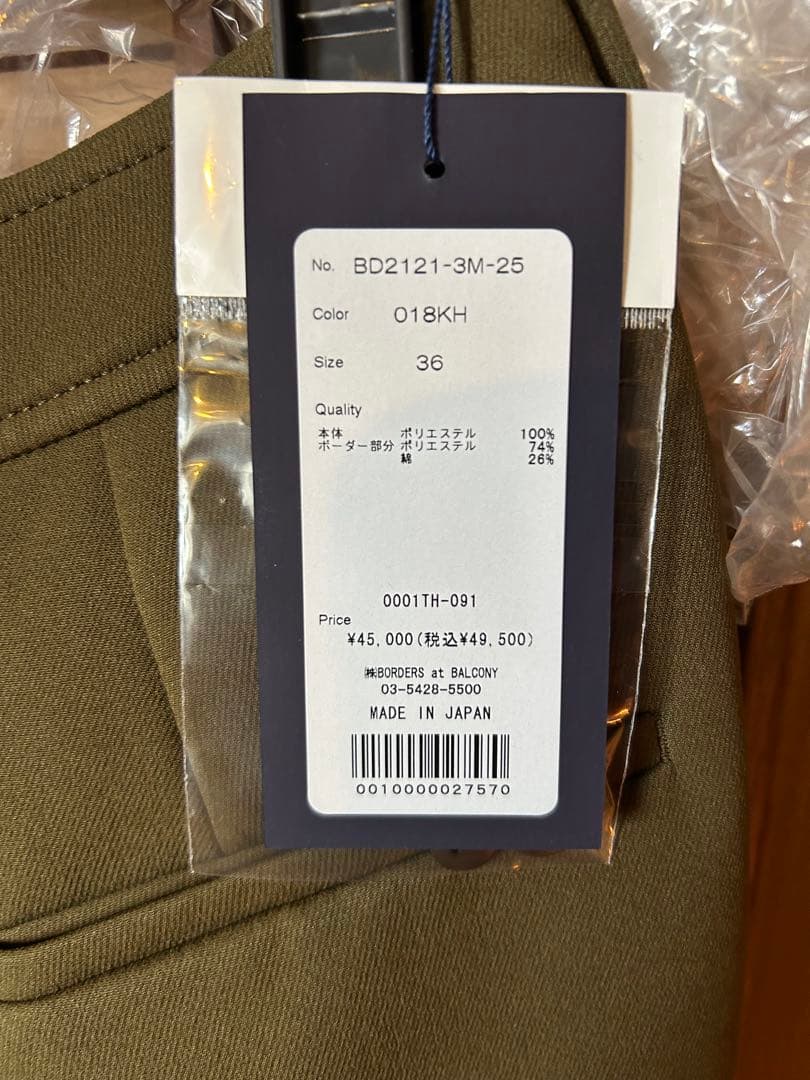 No. BD2121-3M-25
Color 018KH
Size 36
Quality
本体 ポリエステル 100%
ボーダー部分 ポリエステル 74%
綿 26%
0001TH-091
Price
¥45,000(税込¥49,500)
㈱BORDERS at BALCONY
03-5428-5500
MADE IN JAPAN
0010000027570